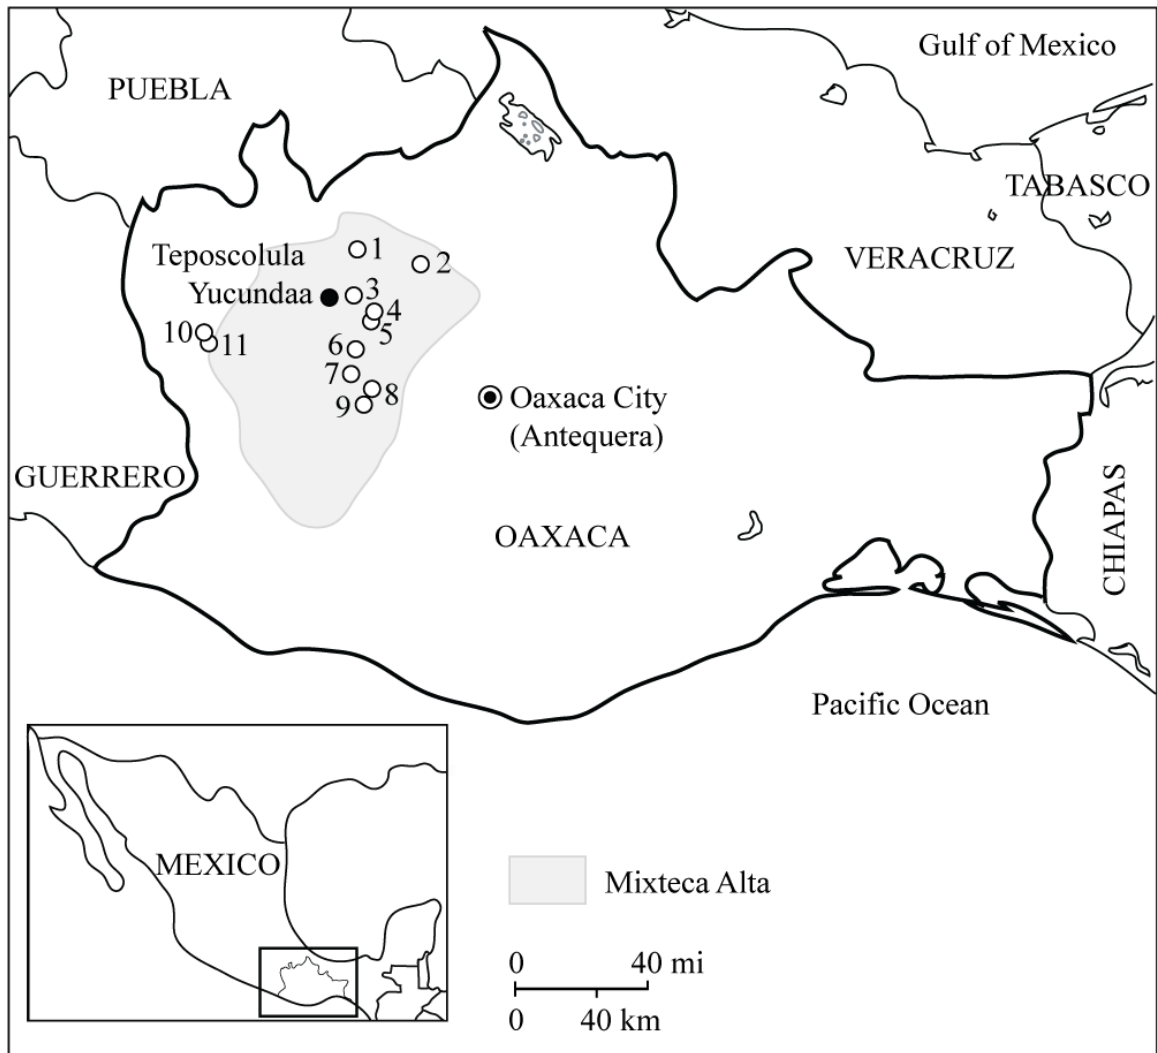 Gulf of Mexico
PUEBLA
TABASCO
Teposcolula
Yucundaa
1
2
VERACRUZ
3
4
5
10
11
6
7
8
9
Oaxaca City
(Antequera)
GUERRERO
OAXACA
CHIAPAS
Pacific Ocean
MEXICO
Mixteca Alta
0 40 mi
0 40 km